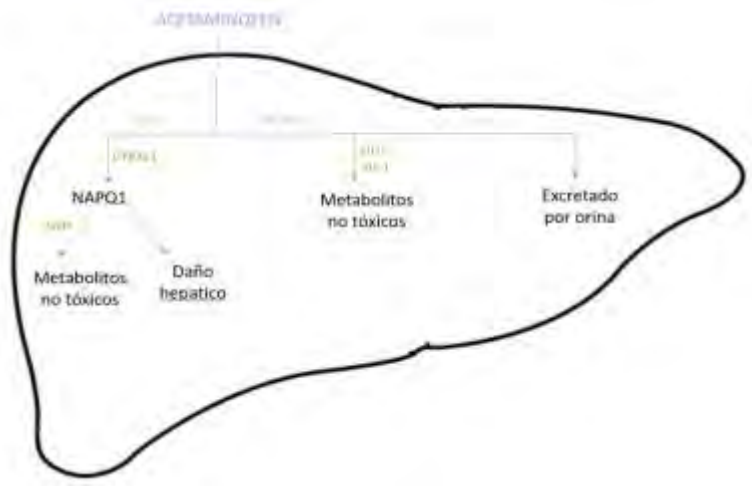 ACETAMINOFEN
CYP2E1
NAPQ1
Metabolitos
no tóxicos
Excretado
por orina
Metabolitos
no tóxicos
Daño
hepatico